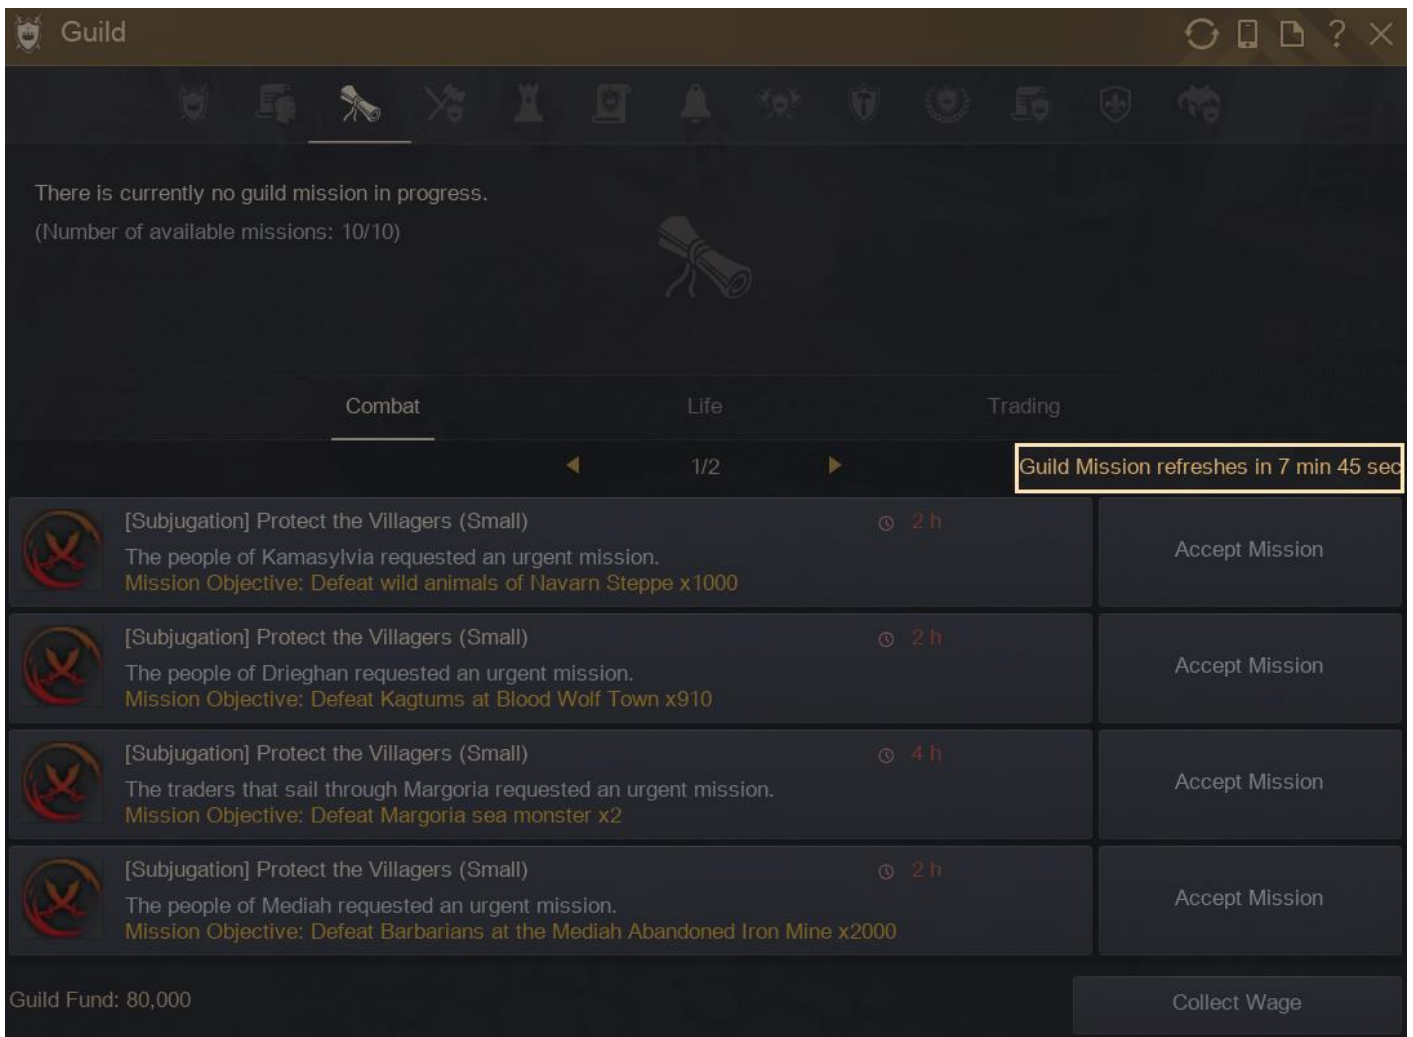 Guild
?
There is currently no guild mission in progress.
(Number of available missions: 10/10)
Combat
Life
Trading
1/2
Guild Mission refreshes in 7 min 45 sec
[Subjugation] Protect the Villagers (Small)
2 h
The people of Kamasylvia requested an urgent mission.
Mission Objective: Defeat wild animals of Navarn Steppe x1000
Accept Mission
[Subjugation] Protect the Villagers (Small)
2 h
The people of Drieghan requested an urgent mission.
Mission Objective: Defeat Kagtums at Blood Wolf Town x910
Accept Mission
[Subjugation] Protect the Villagers (Small)
4 h
The traders that sail through Margoria requested an urgent mission.
Mission Objective: Defeat Margoria sea monster x2
Accept Mission
[Subjugation] Protect the Villagers (Small)
2 h
The people of Mediah requested an urgent mission.
Mission Objective: Defeat Barbarians at the Mediah Abandoned Iron Mine x2000
Accept Mission
Guild Fund: 80,000
Collect Wage